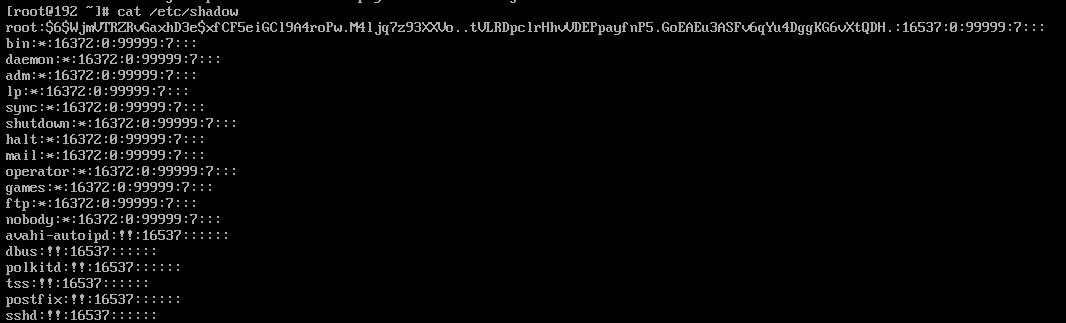 [root@192 ~]# cat /etc/shadow
root:$6$WjmVTRZRvGaxhD3e$xfCF5eiGCl9A4roPw.M4ljq7z93XXVo..tVLRDpclrHhvVDEPpayfnP5.GoEAEu3ASFv6qYu4DggKG6vXtQDH.:16537:0:99999:7:::
bin:*:16372:0:99999:7:::
daemon:*:16372:0:99999:7:::
adm:*:16372:0:99999:7:::
lp:*:16372:0:99999:7:::
sync:*:16372:0:99999:7:::
shutdown:*:16372:0:99999:7:::
halt:*:16372:0:99999:7:::
mail:*:16372:0:99999:7:::
operator:*:16372:0:99999:7:::
games:*:16372:0:99999:7:::
ftp:*:16372:0:99999:7:::
nobody:*:16372:0:99999:7:::
avahi-autoipd:!!:16537::::::
dbus:!!:16537::::::
polkitd:!!:16537::::::
tss:!!:16537::::::
postfix:!!:16537::::::
sshd:!!:16537::::::